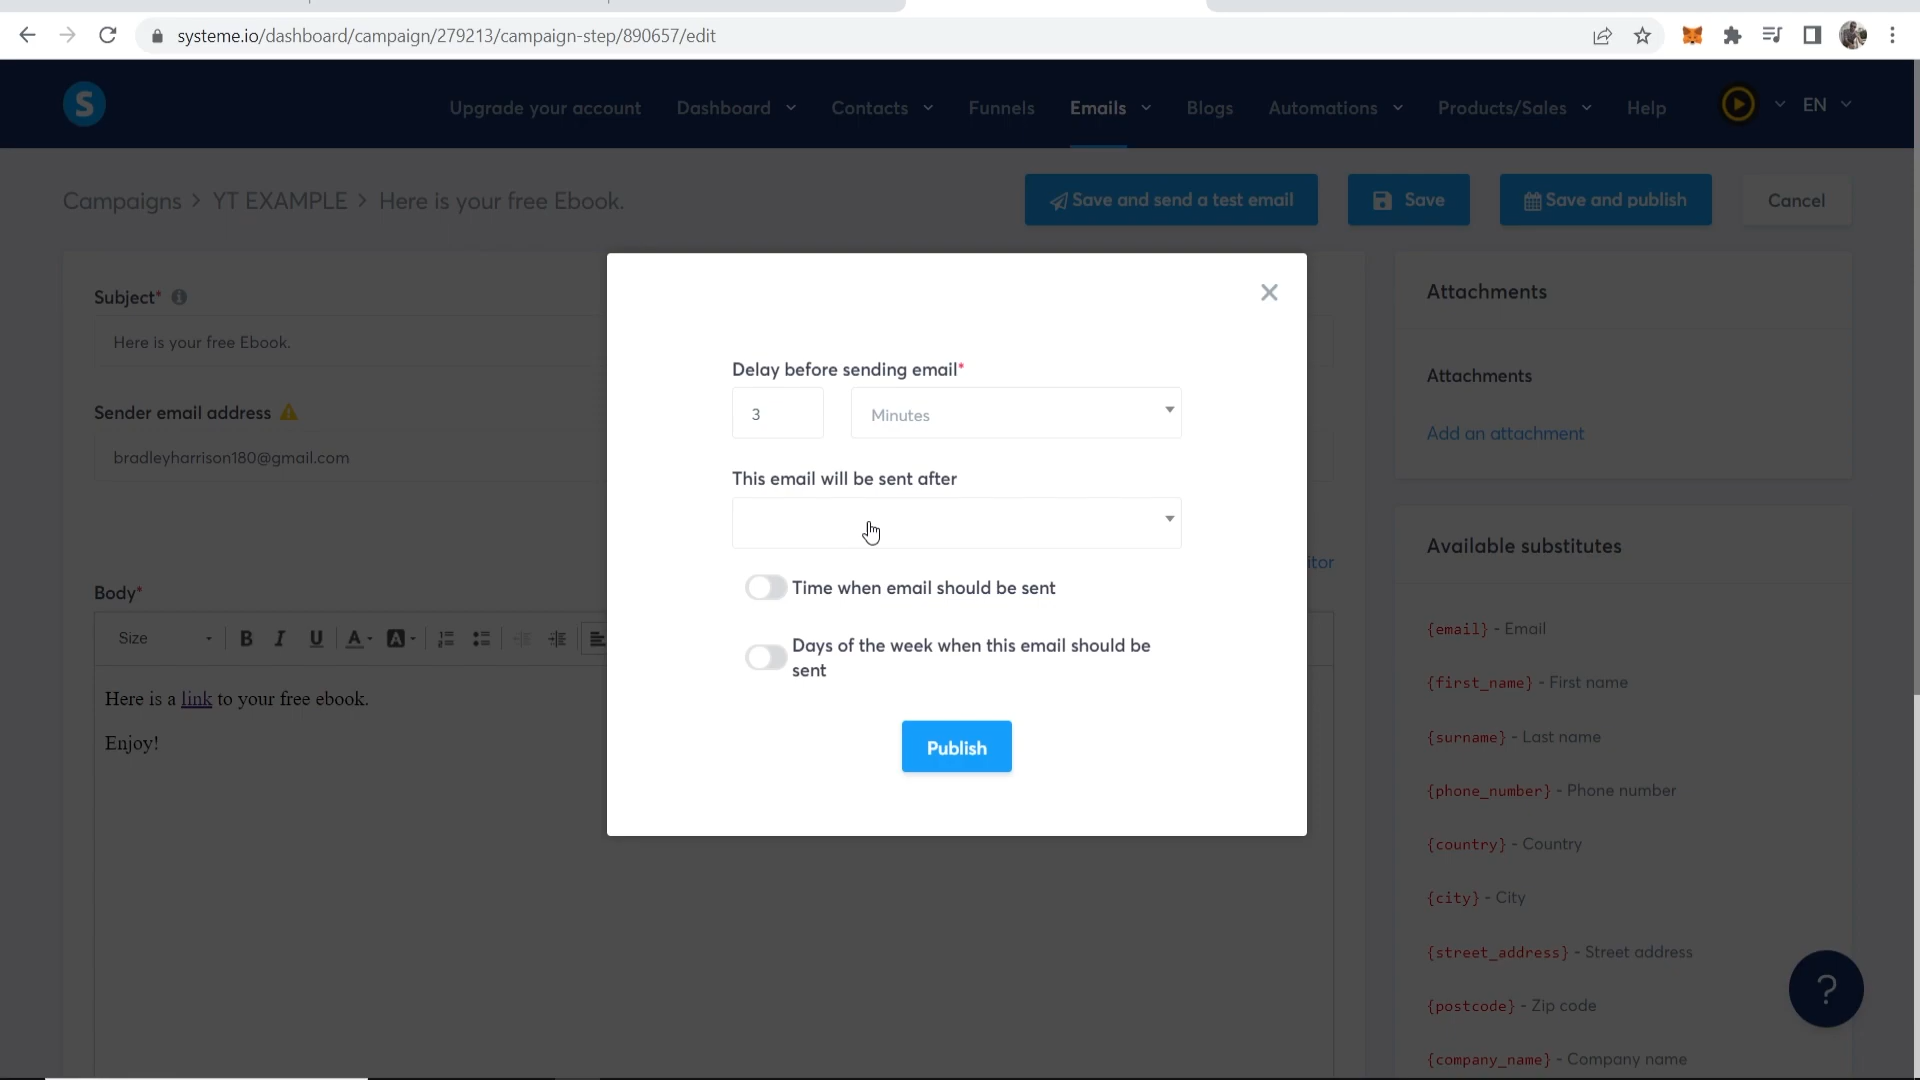 systeme.io/dashboard/campaign/279213/campaign-step/890657/edit
S
Upgrade your account
Dashboard
Contacts
Funnels
Emails
Blogs
Automations
Products/Sales
Help
EN
Campaigns > YT EXAMPLE > Here is your free Ebook.
Save and send a test email
Save
Save and publish
Cancel
Subject*
Here is your free Ebook.
Sender email address
bradleyharrison180@gmail.com
Body*
Size
B I U A A
Here is a link to your free ebook.
Enjoy!
Delay before sending email*
3
Minutes
This email will be sent after
Time when email should be sent
Days of the week when this email should be
sent
Publish
itor
Attachments
Attachments
Add an attachment
Available substitutes
{email} - Email
{first_name} - First name
{surname} - Last name
{phone_number} - Phone number
{country} - Country
{city} - City
{street_address} - Street address
{postcode} - Zip code
{company_name} - Company name
?